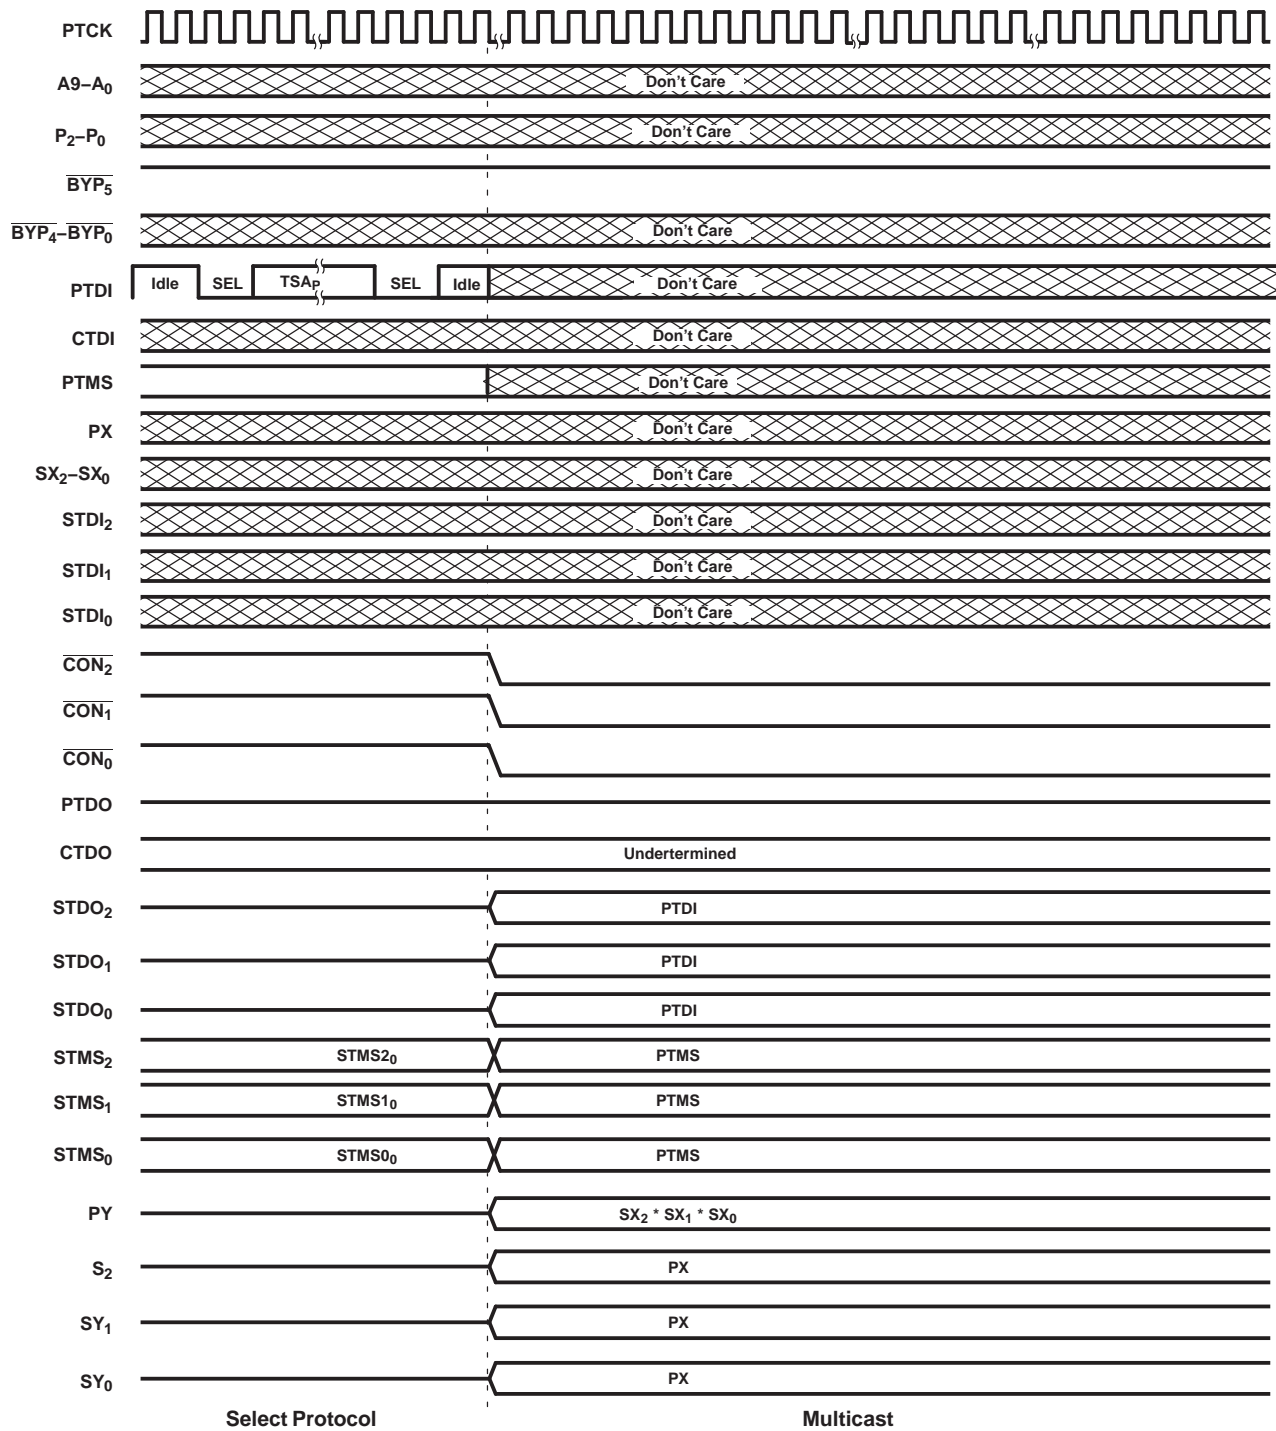 PTCK
A9–A0 Don't Care
P2–P0 Don't Care
BYP5
BYP4–BYP0 Don't Care
PTDI Idle SEL TSAP SEL Idle Don't Care
CTDI Don't Care
PTMS Don't Care
PX Don't Care
SX2–SX0 Don't Care
STDI2 Don't Care
STDI1 Don't Care
STDI0 Don't Care
CON2
CON1
CON0
PTDO
CTDO Undertermined
STDO2 PTDI
STDO1 PTDI
STDO0 PTDI
STMS2 STMS20 PTMS
STMS1 STMS10 PTMS
STMS0 STMS00 PTMS
PY SX2 * SX1 * SX0
S2 PX
SY1 PX
SY0 PX
Select Protocol Multicast